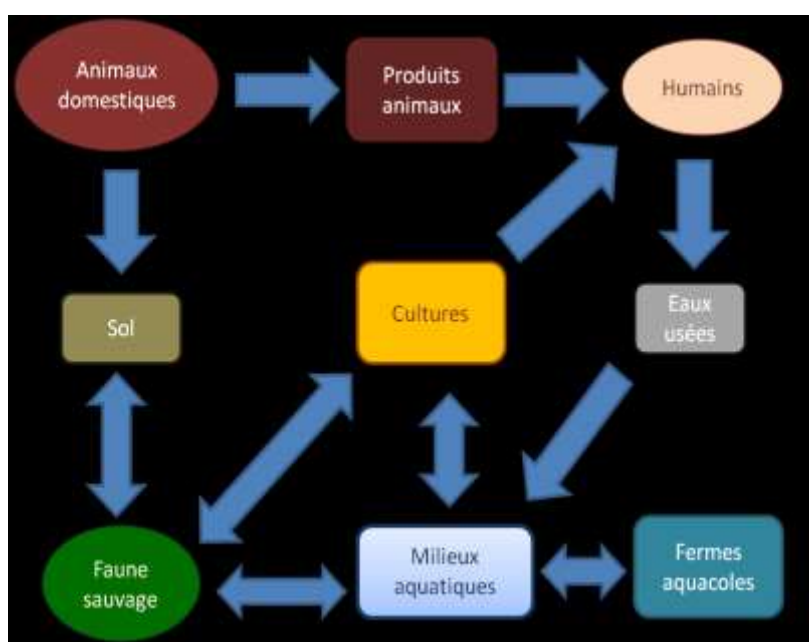 Animaux
domestiques
Produits
animaux
Humains
Sol
Cultures
Eaux
usées
Faune
sauvage
Milieux
aquatiques
Fermes
aquacoles